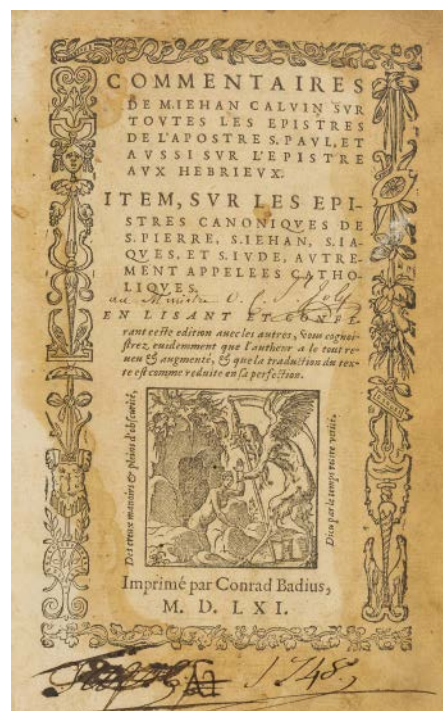 COMMENTAIRES
DE M. IEHAN CALVIN SVR
TOVTES LES EPISTRES
DE L'APOSTRE S. PAVL, ET
AVSSI SVR L'EPISTRE
AVX HEBRIEVX.
ITEM, SVR LES EPI-
STRES CANONIQVES DE
S. PIERRE, S. IEHAN, S. IA-
QVES, ET S. IVDE, AVTRE-
MENT APPELEES CATHO-
LIQVES.
EN LISANT ET CONFE-
rant ceste edition auec les autres, vous cognoi-
strez euidemment que l'autheur a le tout re-
ueu & augmenté, & que la traduction du tex-
te est comme reduite en sa perfection.
Des creux manoirs & pleins d'obscurité,
Dieu par le temps retire verité.
Imprimé par Conrad Badius,
M. D. LXI.
1748.